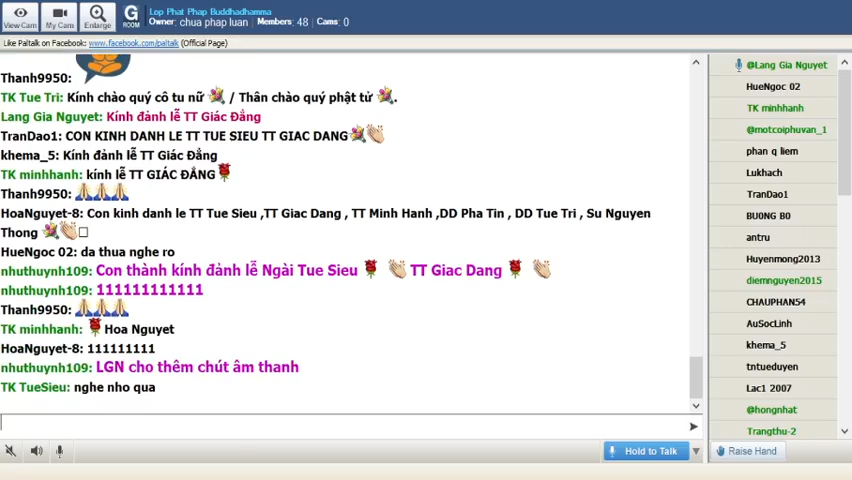 Lop Phat Phap Buddhadhamma
Owner: chua phap luan Members: 48 Cams: 0
View Cam My Cam Enlarge G ROOM
Like Paltalk on Facebook: www.facebook.com/paltalk (Official Page)
Thanh9950:
TK Tue Tri: Kính chào quý cô tu nữ / Thân chào quý phật tử .
Lang Gia Nguyet: Kính đảnh lễ TT Giác Đẳng
TranDao1: CON KINH DANH LE TT TUE SIEU TT GIAC DANG
khema_5: Kính đảnh lễ TT Giác Đẳng
TK minhhanh: kính lễ TT GIÁC ĐẲNG
Thanh9950:
HoaNguyet-8: Con kinh danh le TT Tue Sieu ,TT Giac Dang , TT Minh Hanh ,DD Pha Tin , DD Tue Tri , Su Nguyen
Thong
HueNgoc 02: da thua nghe ro
nhuthuynh109: Con thành kính đảnh lễ Ngài Tue Sieu TT Giac Dang
nhuthuynh109: 111111111111
Thanh9950:
TK minhhanh: Hoa Nguyet
HoaNguyet-8: 111111111
nhuthuynh109: LGN cho thêm chút âm thanh
TK TueSieu: nghe nho qua
Hold to Talk
@Lang Gia Nguyet
HueNgoc 02
TK minhhanh
@motcoiphuvan_1
phan q liem
Lukhach
TranDao1
BU0NG B0
antru
Huyenmong2013
diemnguyen2015
CHAUPHAN54
AuSocLinh
khema_5
tntueduyen
Lac1 2007
@hongnhat
Trangthu-2
Raise Hand